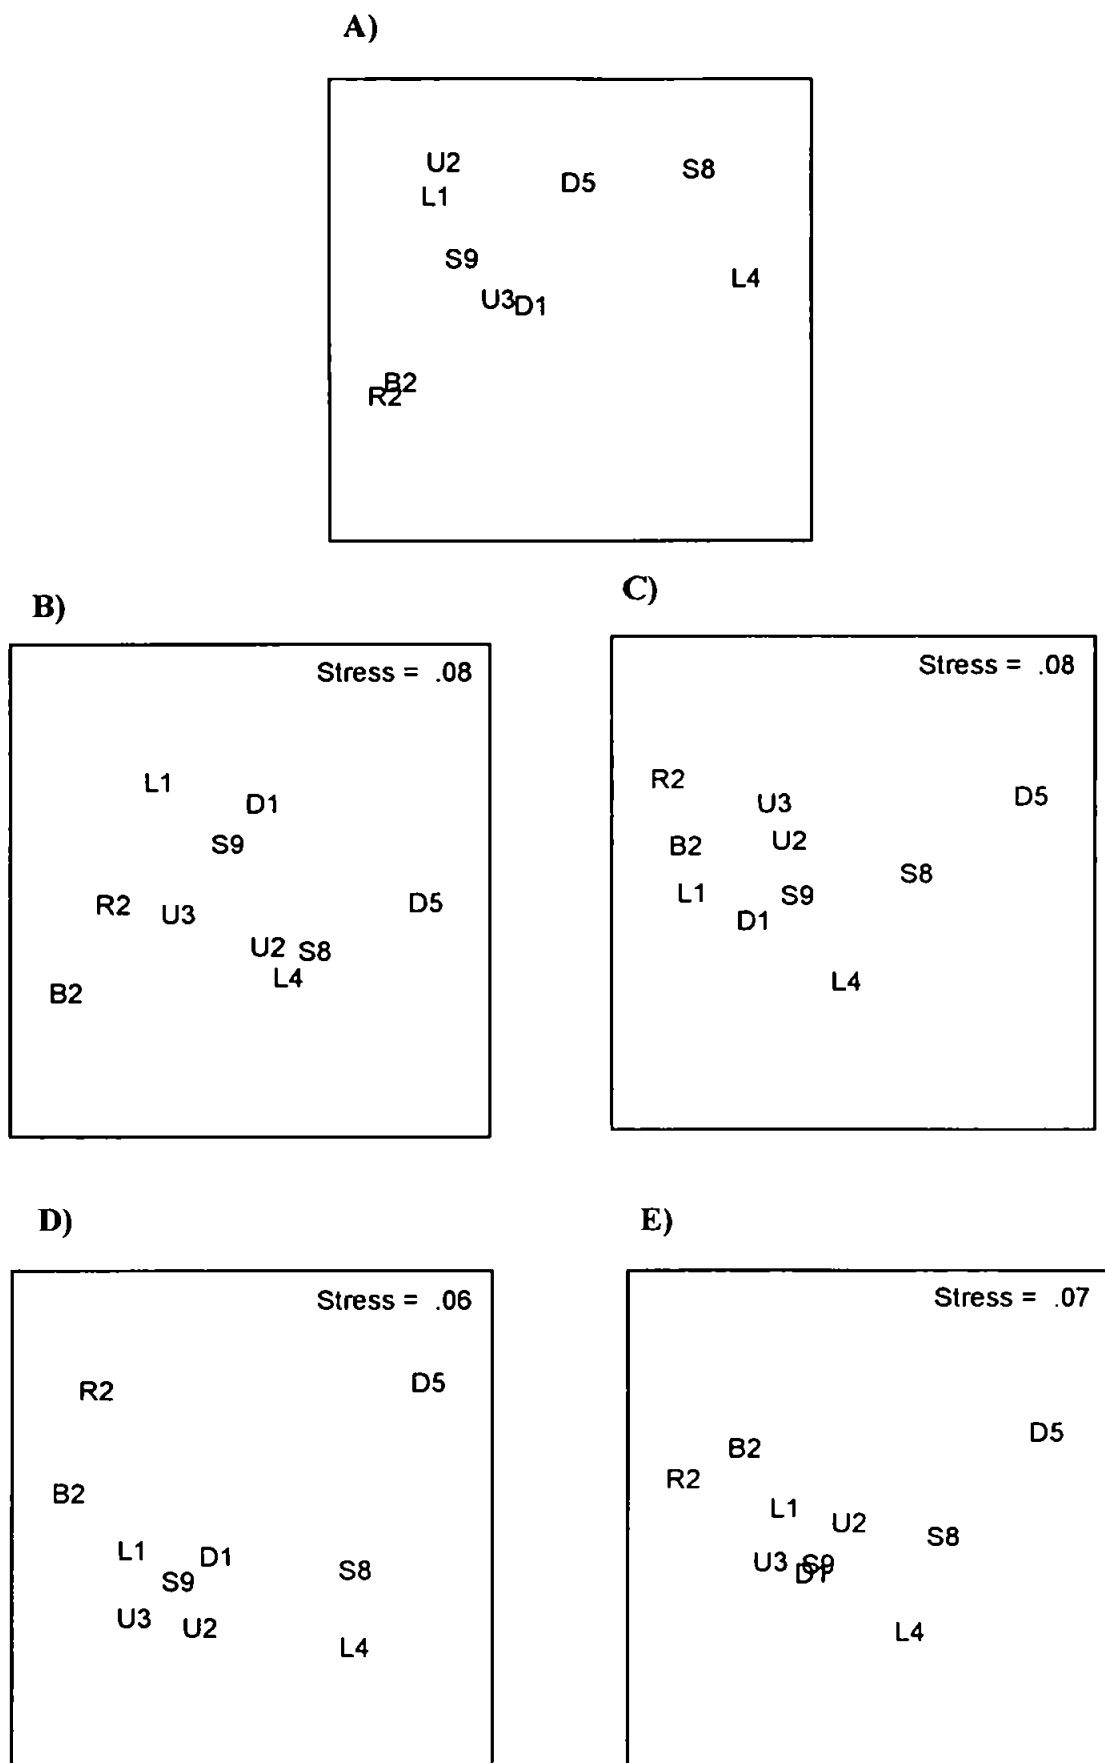 A)
U2
D5 S8
L1
S9
L4
U3 D1
B2
R2
B)
Stress = .08
L1
D1
S9
R2 U3 D5
U2 S8
L4
B2
C)
Stress = .08
R2
U3 D5
U2
B2
S8
L1 S9
D1
L4
D)
Stress = .06
R2 D5
B2
L1 D1
S8
S9
U3 U2
L4
E)
Stress = .07
D5
B2
R2
L1
U2
S8
U3 S9
D1
L4